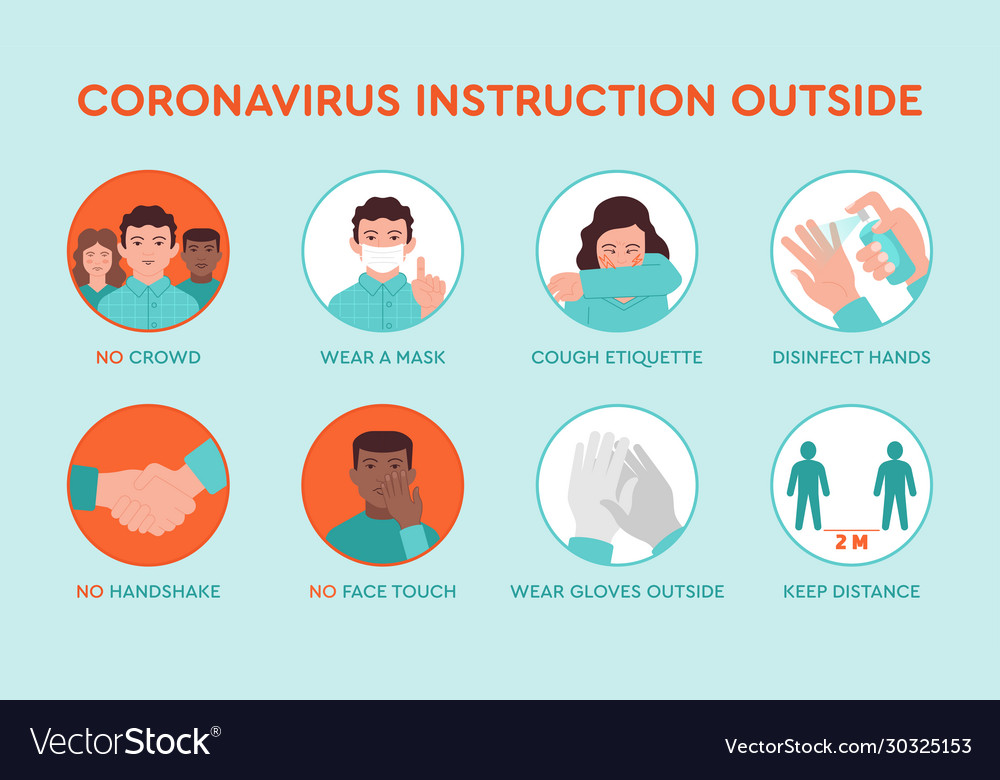 CORONAVIRUS INSTRUCTION OUTSIDE
NO CROWD
WEAR A MASK
COUGH ETIQUETTE
DISINFECT HANDS
NO HANDSHAKE
NO FACE TOUCH
WEAR GLOVES OUTSIDE
2 M
KEEP DISTANCE
VectorStock®
VectorStock.com/30325153